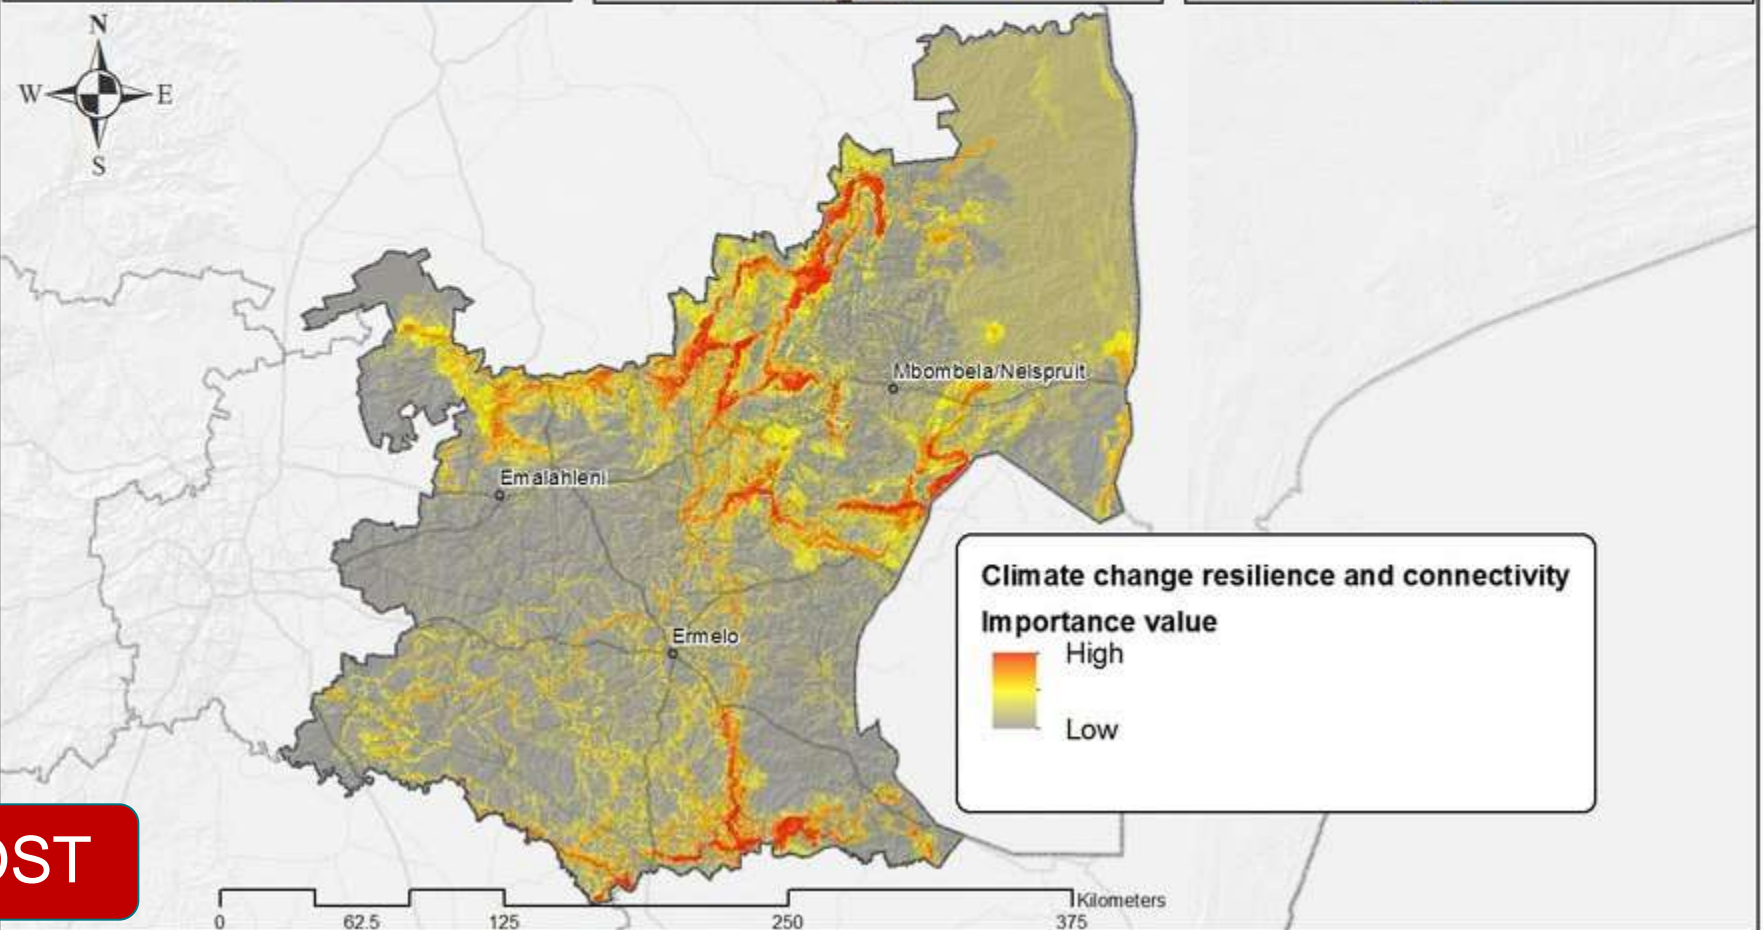 N
W E
S
Mbombela/Nelspruit
Emalahleni
Climate change resilience and connectivity
Importance value
Ermelo
High
Low
OST
Kilometers
0 62.5 125 250 375